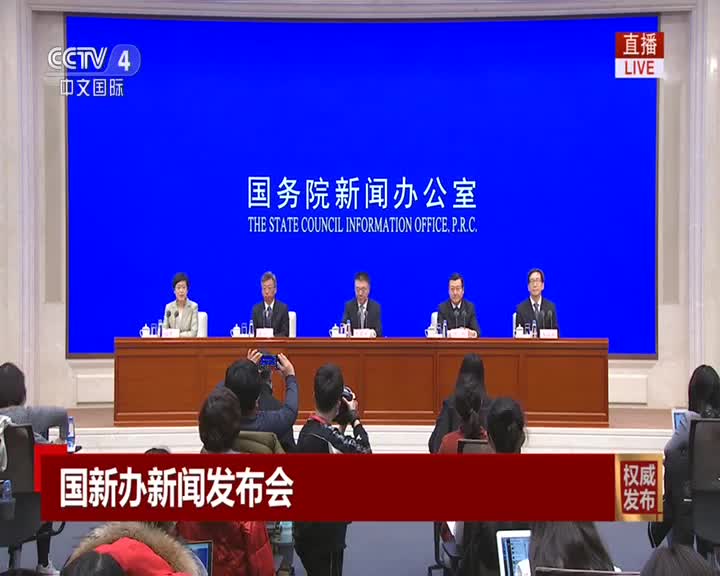 CCTV 4
中文国际
直播
LIVE
国务院新闻办公室
THE STATE COUNCIL INFORMATION OFFICE, P.R.C.
国新办新闻发布会
权威
发布